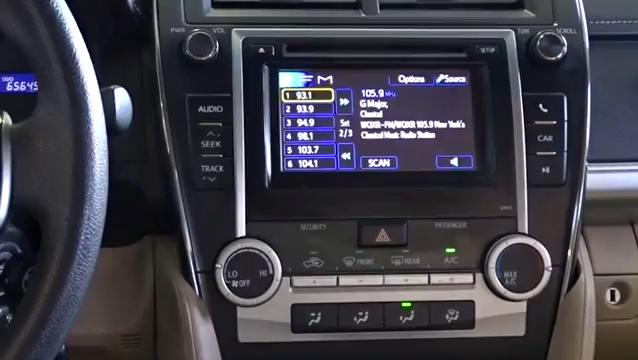 PWR VOL
TUNE SCROLL
SETUP
ODO
65645
FM
Options
Source
1 93.1
2 93.9
3 94.9
4 98.1
5 103.7
6 104.1
Set
2/3
105.9 MHz
G Major,
Classical
WQXR-FM/WQXR 105.9 New York's
Classical Music Radio Station
SCAN
AUDIO
SEEK
TRACK
CAR
SECURITY
PASSENGER
LO
HI
OFF
FRONT
REAR
A/C
MAX
A/C